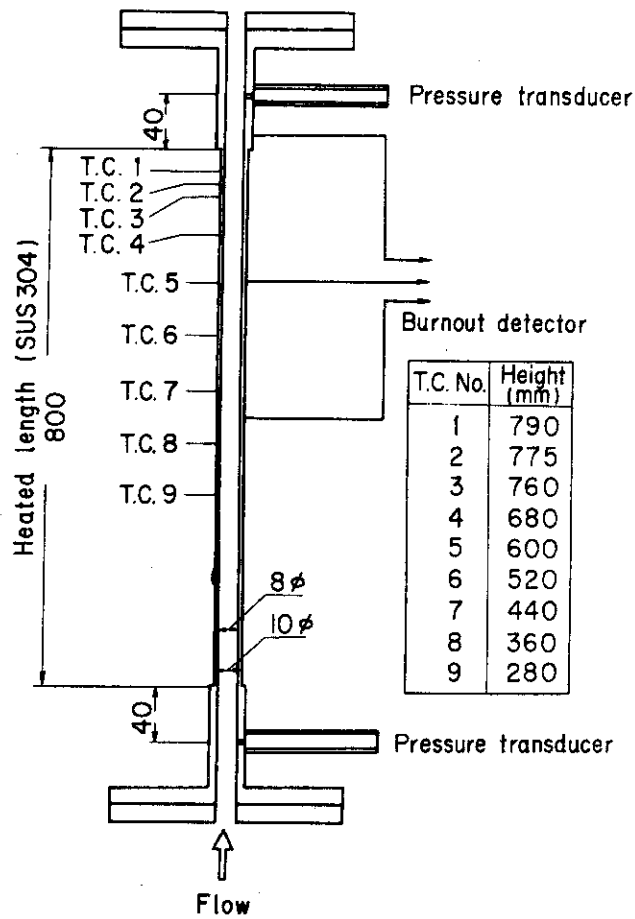 Pressure transducer
40
T.C. 1
T.C. 2
T.C. 3
T.C. 4
T.C. 5
T.C. 6
T.C. 7
T.C. 8
T.C. 9
Heated length (SUS304)
800
Burnout detector
T.C. No. Height (mm)
1 790
2 775
3 760
4 680
5 600
6 520
7 440
8 360
9 280
8ϕ
10ϕ
40
Pressure transducer
Flow